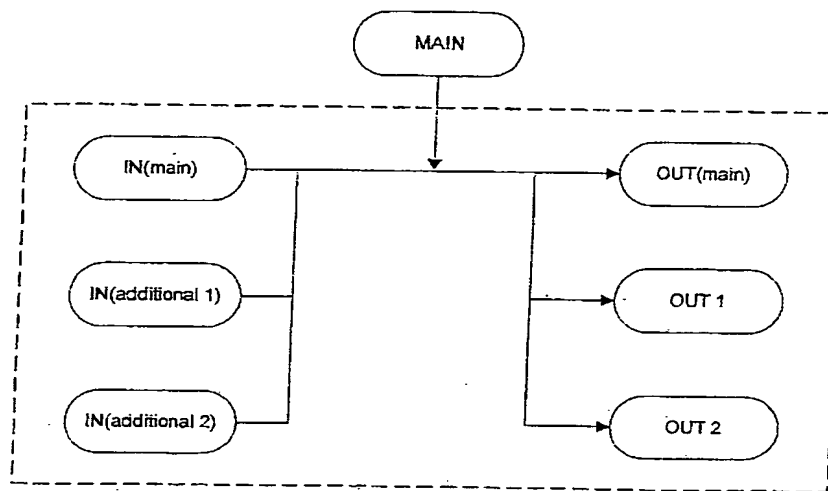 MAIN
IN(main)
OUT(main)
IN(additional 1)
OUT 1
IN(additional 2)
OUT 2